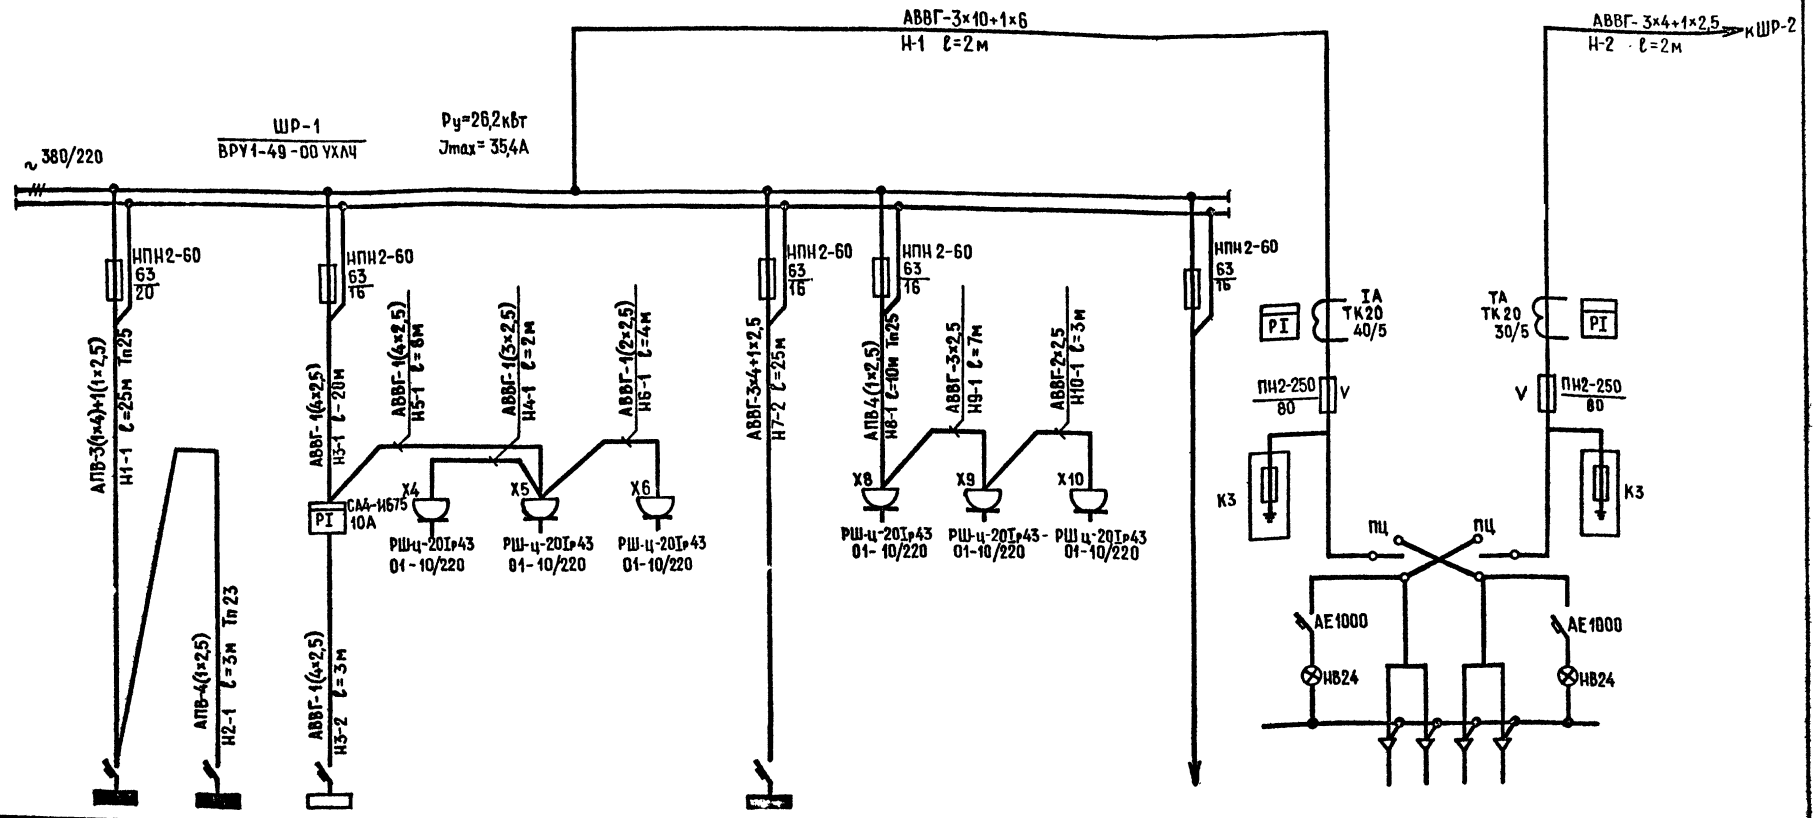 АВВГ-3×10+1×6
Н-1 ℓ=2м
АВВГ-3×4+1×2,5
Н-2 ℓ=2м
к ШР-2
ШР-1
ВРУ1-49-00 УХЛ4
Ру=26,2кВт
Jmax=35,4А
~380/220
НПН2-60
63
20
НПН2-60
63
16
НПН2-60
63
16
НПН2-60
63
16
НПН2-60
63
16
АПВ-3(1×4)+1(1×2,5)
Н1-1 ℓ=25м Тп25
АПВ-4(1×2,5)
Н2-1 ℓ=3м Тп23
АВВГ-1(4×2,5)
Н3-1 ℓ-20м
АВВГ-1(4×2,5)
Н5-1 ℓ=6м
АВВГ-1(3×2,5)
Н4-1 ℓ=2м
АВВГ-1(2×2,5)
Н6-1 ℓ=4м
АВВГ-3×4+1×2,5
Н7-2 ℓ=25м
АПВ4(1×2,5)
Н8-1 ℓ=10м Тп25
АВВГ-3×2,5
Н9-1 ℓ=7м
АВВГ-2×2,5
Н10-1 ℓ=3м
PI
СА4-И675
10А
Х4
Х5
Х6
Х8
Х9
Х10
РШ-ц-20Iр43
01-10/220
РШ-ц-20Iр43
01-10/220
РШ-ц-20Iр43
01-10/220
РШ-ц-20Iр43
01-10/220
РШ-ц-20Iр43-
01-10/220
РШ ц-20Iр43
01-10/220
АВВГ-1(4×2,5)
Н3-2 ℓ=3м
PI
IА
ТК20
40/5
ТА
ТК20
30/5
PI
ПН2-250
80
V
V
ПН2-250
80
КЗ
КЗ
ПЦ
ПЦ
АЕ1000
АЕ1000
НВ24
НВ24